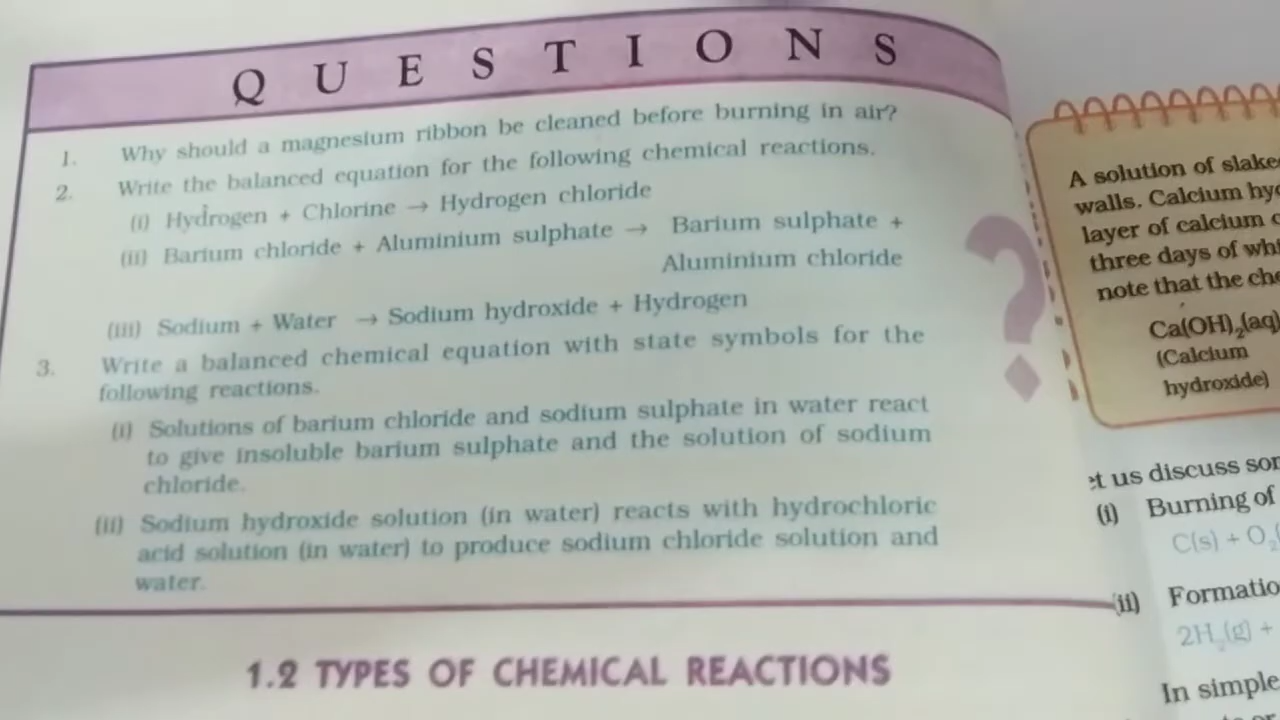 QUESTIONS
1. Why should a magnesium ribbon be cleaned before burning in air?
2. Write the balanced equation for the following chemical reactions.
(i) Hydrogen + Chlorine → Hydrogen chloride
(ii) Barium chloride + Aluminium sulphate → Barium sulphate +
Aluminium chloride
(iii) Sodium + Water → Sodium hydroxide + Hydrogen
3. Write a balanced chemical equation with state symbols for the
following reactions.
(i) Solutions of barium chloride and sodium sulphate in water react
to give insoluble barium sulphate and the solution of sodium
chloride.
(ii) Sodium hydroxide solution (in water) reacts with hydrochloric
acid solution (in water) to produce sodium chloride solution and
water.
?
1.2 TYPES OF CHEMICAL REACTIONS
A solution of slake
walls. Calcium hy
layer of calcium
three days of
note that the
Ca(OH)₂(aq)
(Calcium
hydroxide)
us discuss
(i) Burning of
C(s) + O₂
(ii) Formatio
2H₂(g) +
In simple